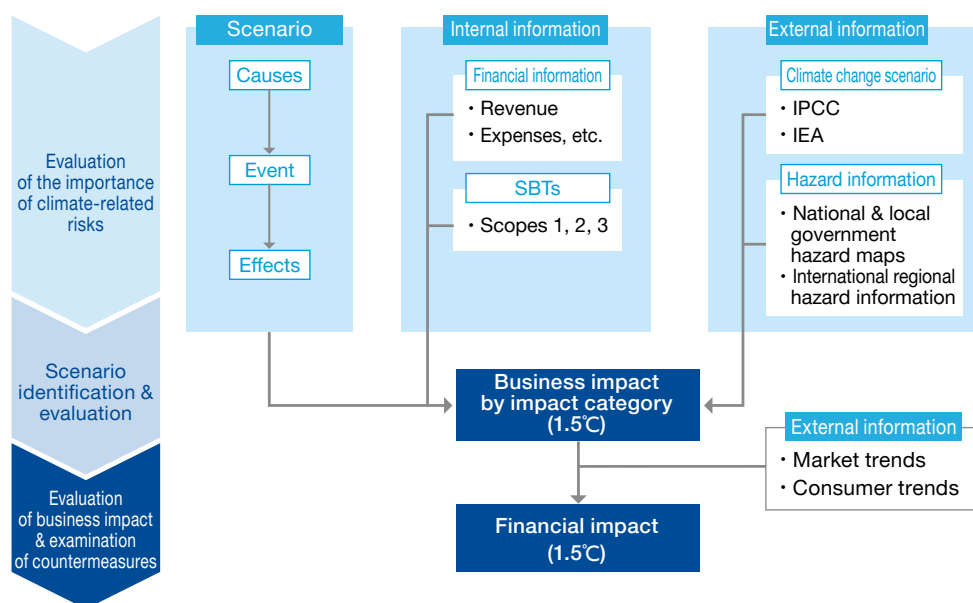 Evaluation
of the importance
of climate-related
risks
Scenario
identification &
evaluation
Evaluation
of business impact
& examination
of countermeasures
Scenario
Causes
Event
Effects
Internal information
Financial information
・Revenue
・Expenses, etc.
SBTs
・Scopes 1, 2, 3
External information
Climate change scenario
・IPCC
・IEA
Hazard information
・National & local
government
hazard maps
・International regional
hazard information
Business impact
by impact category
(1.5℃)
External information
・Market trends
・Consumer trends
Financial impact
(1.5℃)